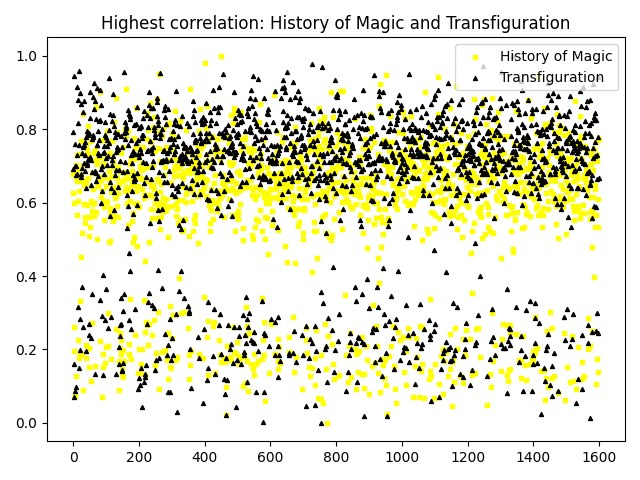 Highest correlation: History of Magic and Transfiguration
History of Magic
Transfiguration
1.0
0.8
0.6
0.4
0.2
0.0
0 200 400 600 800 1000 1200 1400 1600